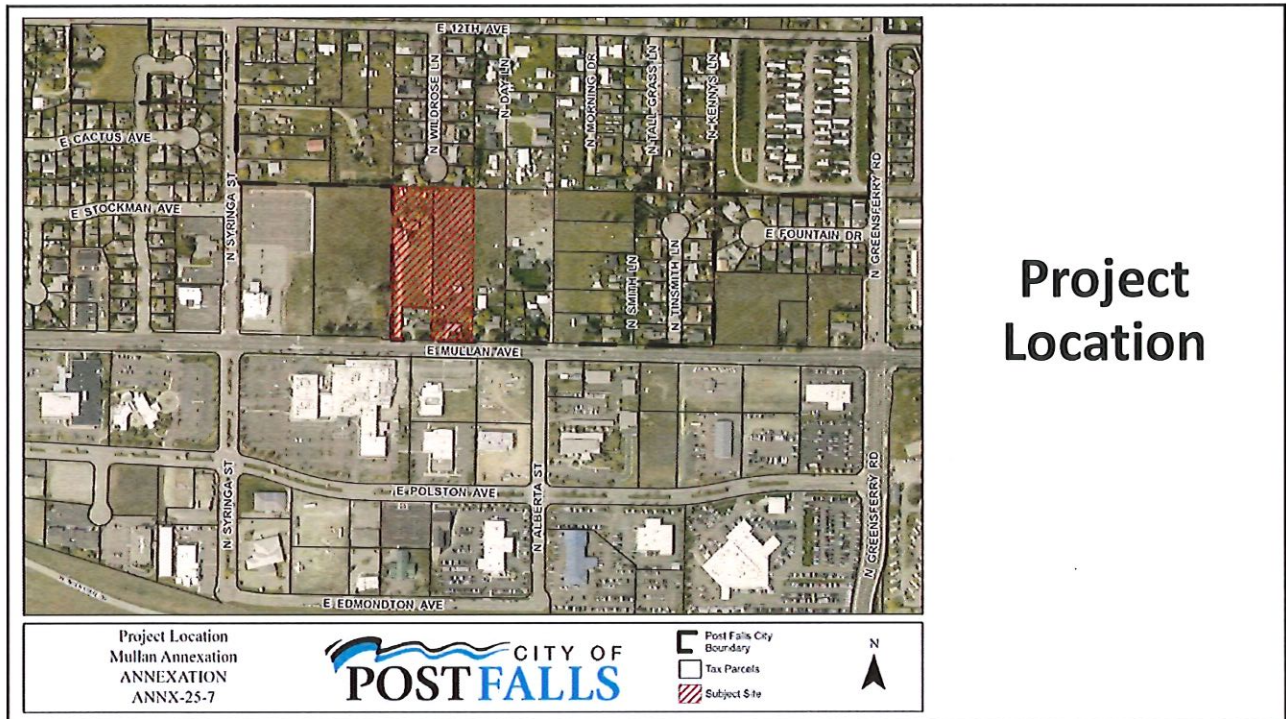 E 12TH AVE
N WILDROSE LN
N DAY LN
N MORNING DR
N TALL GRASS LN
N KENNYS LN
E CACTUS AVE
N SYRINGA ST
N GREENSFERRY RD
E STOCKMAN AVE
E FOUNTAIN DR
N SMITH LN
N TINSMITH LN
E MULLAN AVE
N SYRINGA ST
E POLSTON AVE
N ALBERTA ST
N GREENSFERRY RD
E EDMONDTON AVE
Project
Location
Project Location
Mullan Annexation
ANNEXATION
ANNX-25-7
CITY OF
POST FALLS
Post Falls City
Boundary
Tax Parcels
Subject Site
N